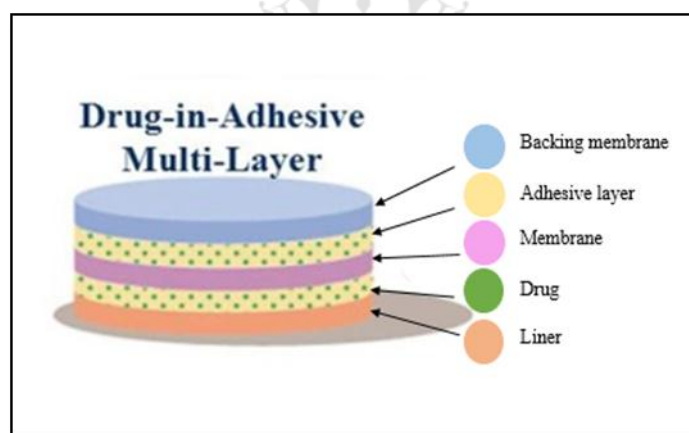 Drug-in-Adhesive
Multi-Layer
Backing membrane
Adhesive layer
Membrane
Drug
Liner